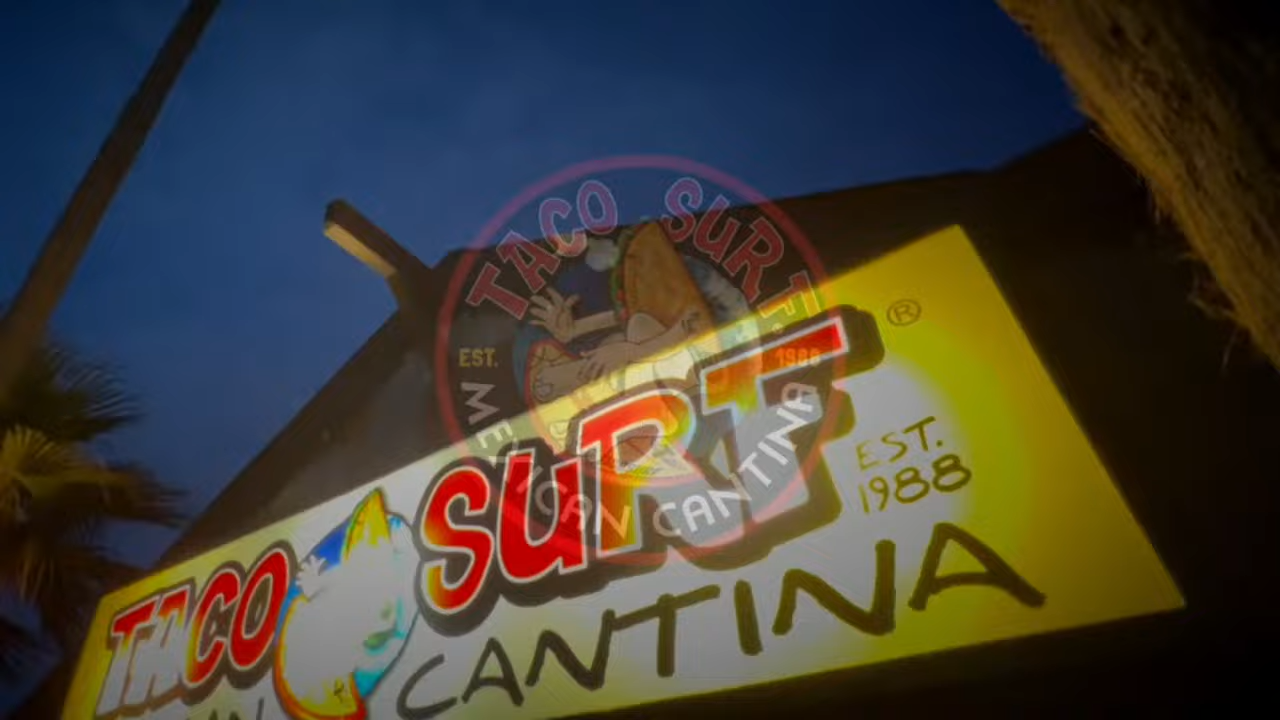 TACO SURF®
EST. 1988
MEXICAN CANTINA
TACO SURF ®
EST.
1988
CANTINA